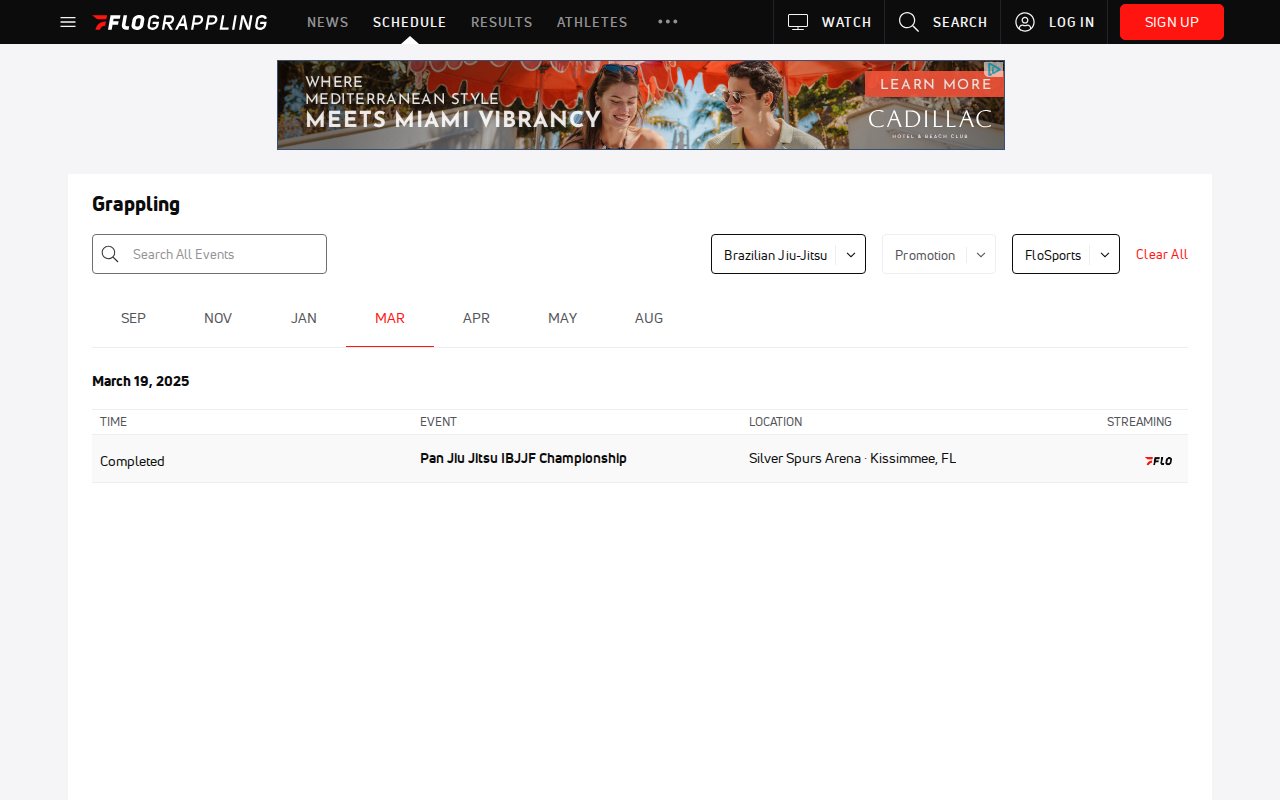 FLOGRAPPLING NEWS SCHEDULE RESULTS ATHLETES WATCH SEARCH LOG IN SIGN UP
WHERE
MEDITERRANEAN STYLE
MEETS MIAMI VIBRANCY
LEARN MORE
CADILLAC
HOTEL & BEACH CLUB
Grappling
Search All Events Brazilian Jiu-Jitsu Promotion FloSports Clear All
SEP NOV JAN MAR APR MAY AUG
March 19, 2025
TIME EVENT LOCATION STREAMING
Completed Pan Jiu Jitsu IBJJF Championship Silver Spurs Arena · Kissimmee, FL FLO